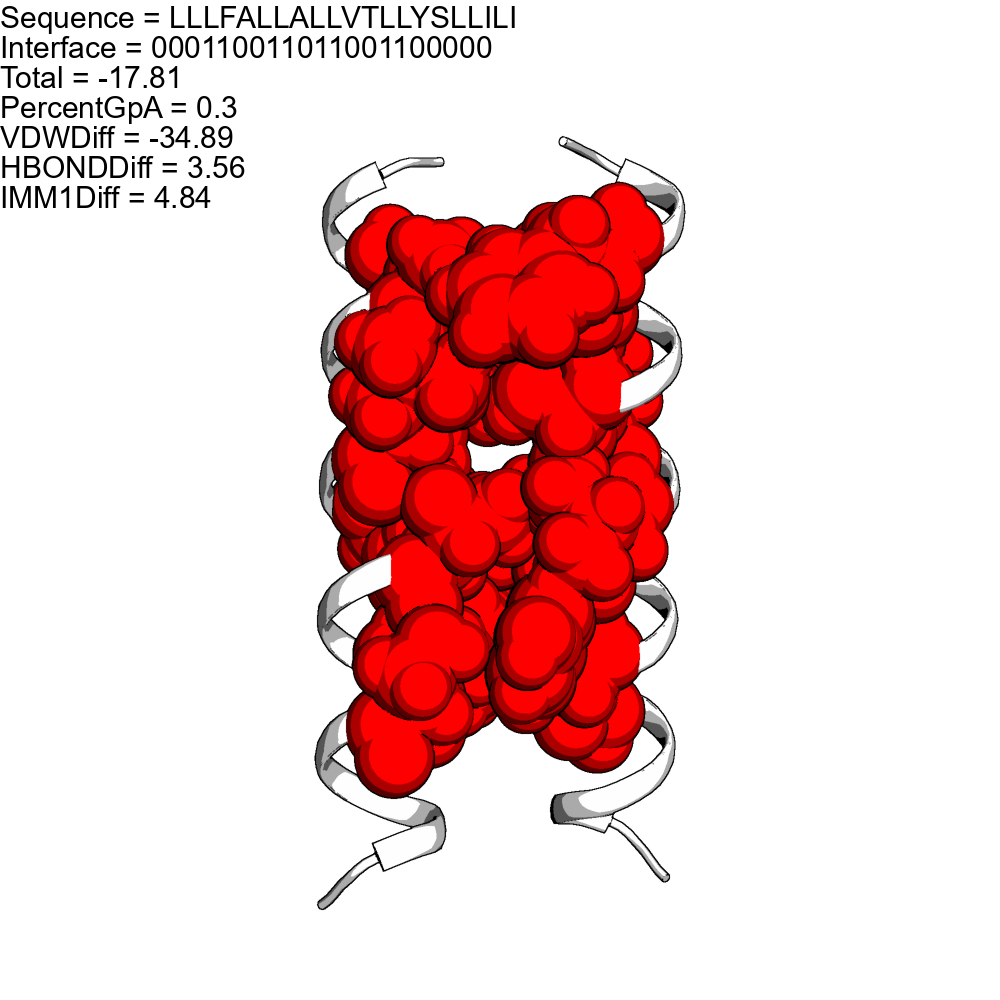 Sequence = LLLFALLALLVTLLYSLLILI
Interface = 000110011011001100000
Total = -17.81
PercentGpA = 0.3
VDWDiff = -34.89
HBONDDiff = 3.56
IMM1Diff = 4.84